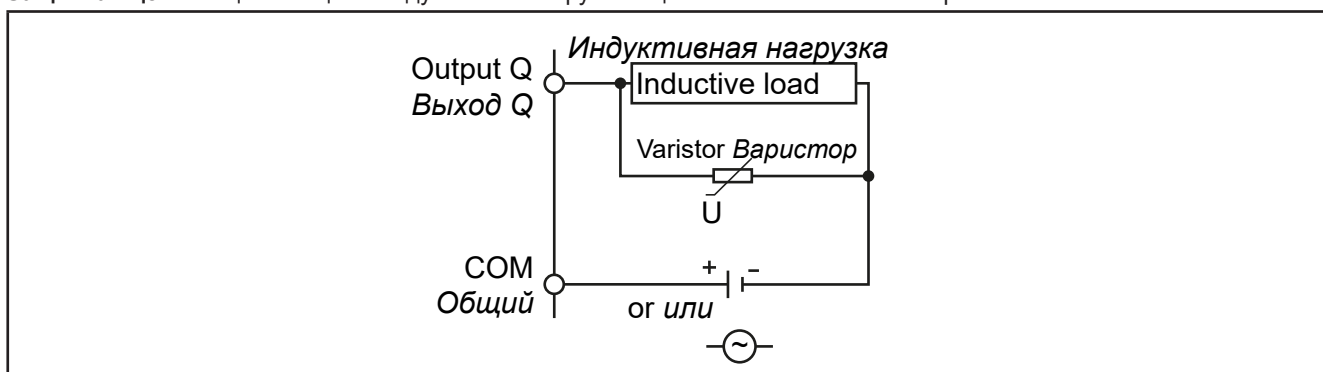 Индуктивная нагрузка
Output Q
Выход Q
Inductive load
Varistor Варистор
U
COM
Общий
+ –
or или
~